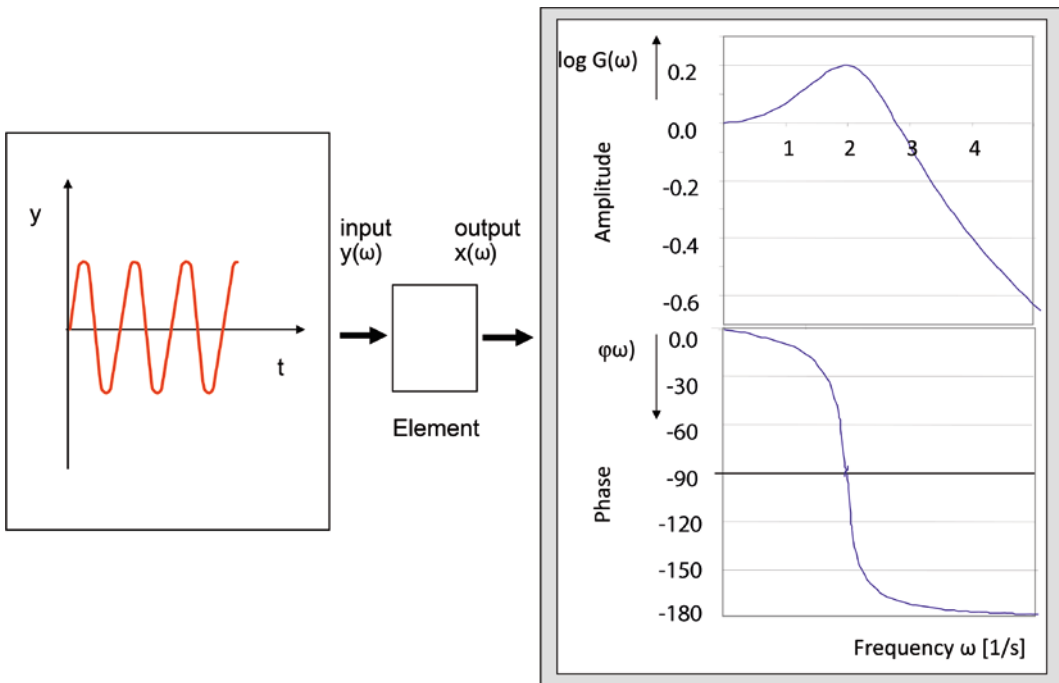 y
t
input
y(ω)
output
x(ω)
Element
log G(ω)
Amplitude
0.2
0.0
-0.2
-0.4
-0.6
1 2 3 4
φω)
Phase
0.0
-30
-60
-90
-120
-150
-180
Frequency ω [1/s]